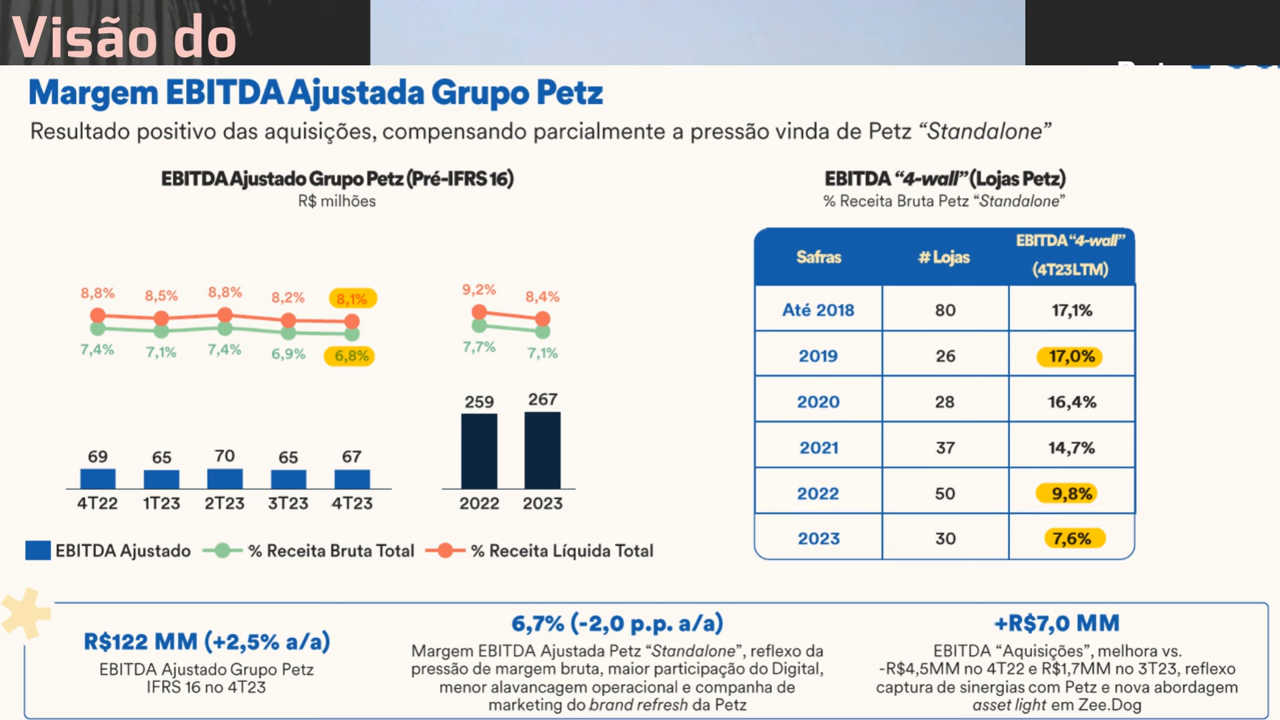 Visão do
Margem EBITDA Ajustada Grupo Petz
Resultado positivo das aquisições, compensando parcialmente a pressão vinda de Petz “Standalone”
EBITDA Ajustado Grupo Petz (Pré-IFRS 16)
R$ milhões
8,8% 8,5% 8,8% 8,2% 8,1%
7,4% 7,1% 7,4% 6,9% 6,8%
9,2% 8,4%
7,7% 7,1%
69 65 70 65 67
259 267
4T22 1T23 2T23 3T23 4T23
2022 2023
EBITDA Ajustado % Receita Bruta Total % Receita Líquida Total
EBITDA “4-wall” (Lojas Petz)
% Receita Bruta Petz “Standalone”
Safras # Lojas EBITDA “4-wall” (4T23LTM)
Até 2018 80 17,1%
2019 26 17,0%
2020 28 16,4%
2021 37 14,7%
2022 50 9,8%
2023 30 7,6%
R$122 MM (+2,5% a/a)
EBITDA Ajustado Grupo Petz
IFRS 16 no 4T23
6,7% (-2,0 p.p. a/a)
Margem EBITDA Ajustada Petz “Standalone”, reflexo da
pressão de margem bruta, maior participação do Digital,
menor alavancagem operacional e companha de
marketing do brand refresh da Petz
+R$7,0 MM
EBITDA “Aquisições”, melhora vs.
-R$4,5MM no 4T22 e R$1,7MM no 3T23, reflexo
captura de sinergias com Petz e nova abordagem
asset light em Zee.Dog